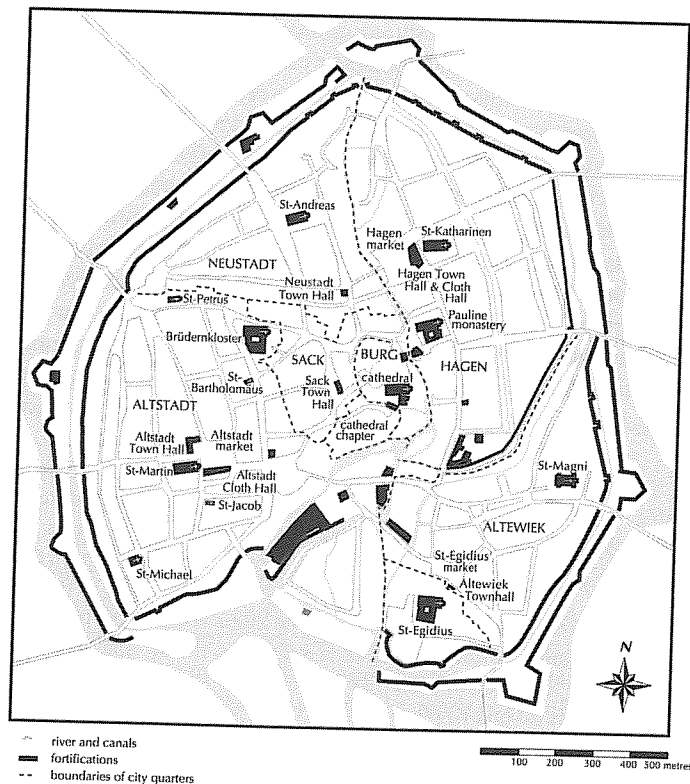 St-Andreas
Hagen
market
St-Katharinen
NEUSTADT
Hagen Town
Hall & Cloth
Hall
Neustadt
Town Hall
St-Petrus
Pauline
monastery
Brüdernkloster
SACK
BURG
HAGEN
St-
Bartholomäus
Sack
Town
Hall
cathedral
ALTSTADT
cathedral
chapter
Altstadt
Town Hall
Altstadt
market
St-Martin
Altstadt
Cloth Hall
St-Magni
St-Jacob
ALTEWIEK
St-Egidius
market
St-Michael
Altewiek
Townhall
St-Egidius
N
river and canals
fortifications
boundaries of city quarters
100 200 300 400 500 metres